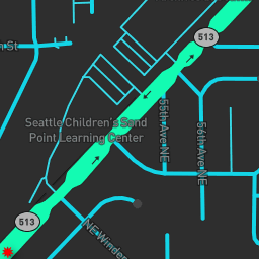 513
h St
Seattle Children's Sand
Point Learning Center
55th Ave NE
56th Ave NE
513
NE Winder